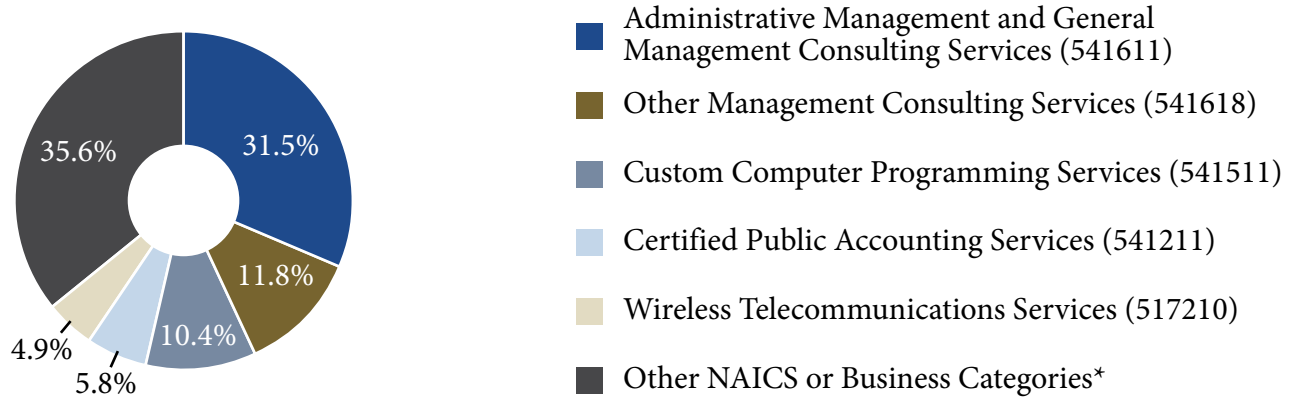 35.6%
31.5%
11.8%
10.4%
4.9%
5.8%
Administrative Management and General
Management Consulting Services (541611)
Other Management Consulting Services (541618)
Custom Computer Programming Services (541511)
Certified Public Accounting Services (541211)
Wireless Telecommunications Services (517210)
Other NAICS or Business Categories*